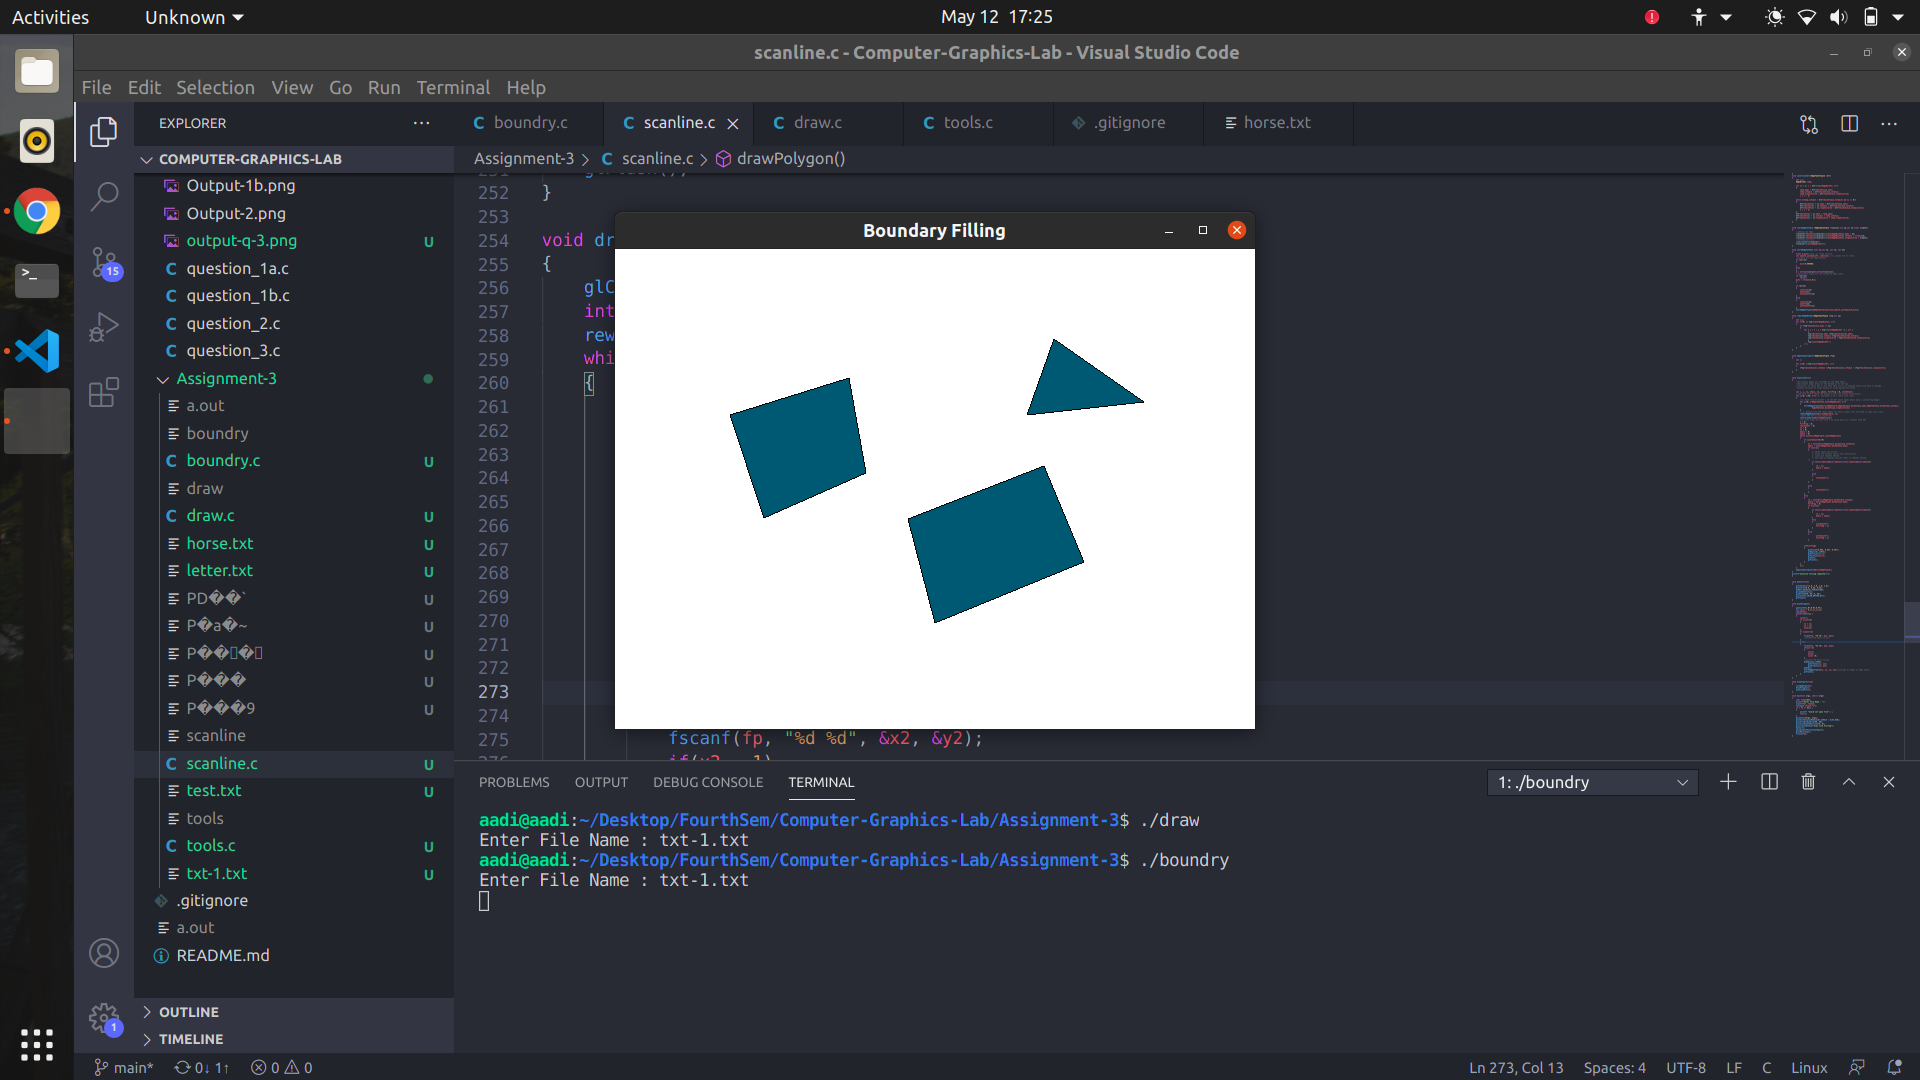 Activities
Unknown
May 12 17:25
scanline.c - Computer-Graphics-Lab - Visual Studio Code
File Edit Selection View Go Run Terminal Help
EXPLORER
COMPUTER-GRAPHICS-LAB
Output-1b.png
Output-2.png
output-q-3.png U
question_1a.c
question_1b.c
question_2.c
question_3.c
Assignment-3
a.out
boundry
boundry.c U
draw
draw.c U
horse.txt U
letter.txt U
PD��` U
P�a�~ U
U
P��� U
P���9 U
scanline
scanline.c U
test.txt U
tools
tools.c U
txt-1.txt U
.gitignore
a.out
README.md
OUTLINE
TIMELINE
15
1
boundry.c
scanline.c
draw.c
tools.c
.gitignore
horse.txt
Assignment-3 > scanline.c > drawPolygon()
252 }
253
254 void dr
255 {
256 glC
257 int
258 rew
259 whi
260 {
261
262
263
264
265
266
267
268
269
270
271
272
273
274
275 fscanf(fp, "%d %d", &x2, &y2);
Boundary Filling
PROBLEMS OUTPUT DEBUG CONSOLE TERMINAL
1: ./boundry
aadi@aadi:~/Desktop/FourthSem/Computer-Graphics-Lab/Assignment-3$ ./draw
Enter File Name : txt-1.txt
aadi@aadi:~/Desktop/FourthSem/Computer-Graphics-Lab/Assignment-3$ ./boundry
Enter File Name : txt-1.txt
main* 0↓ 1↑ 0 0
Ln 273, Col 13 Spaces: 4 UTF-8 LF C Linux